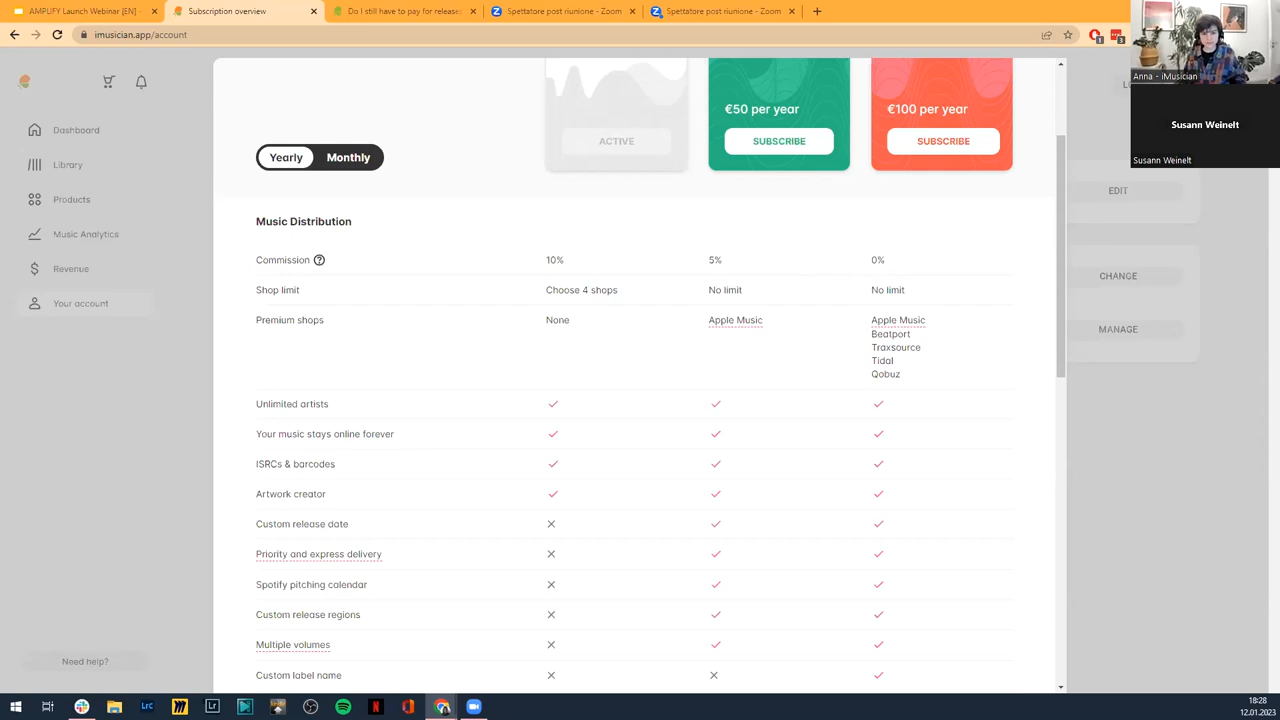 AMPLIFY Launch Webinar [EN] -
Subscription overview
Do I still have to pay for release
Spettatore post riunione - Zoom
Spettatore post riunione - Zoom
imusician.app/account
1
3
Anna - iMusician
Susann Weinelt
Susann Weinelt
Dashboard
Library
Products
Music Analytics
Revenue
Your account
Need help?
€50 per year
€100 per year
ACTIVE
SUBSCRIBE
SUBSCRIBE
Yearly
Monthly
EDIT
CHANGE
MANAGE
Music Distribution
Commission ? 10% 5% 0%
Shop limit Choose 4 shops No limit No limit
Premium shops None Apple Music Apple Music
Beatport
Traxsource
Tidal
Qobuz
Unlimited artists
Your music stays online forever
ISRCs & barcodes
Artwork creator
Custom release date
Priority and express delivery
Spotify pitching calendar
Custom release regions
Multiple volumes
Custom label name
Lrc
Lr
18:28
12.01.2023